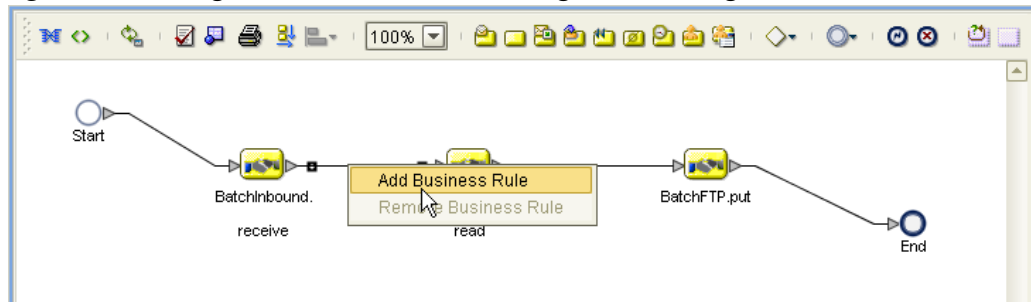 100%
Start
Add Business Rule
BatchInbound.
Remove Business Rule
BatchFTP.put
receive
read
End